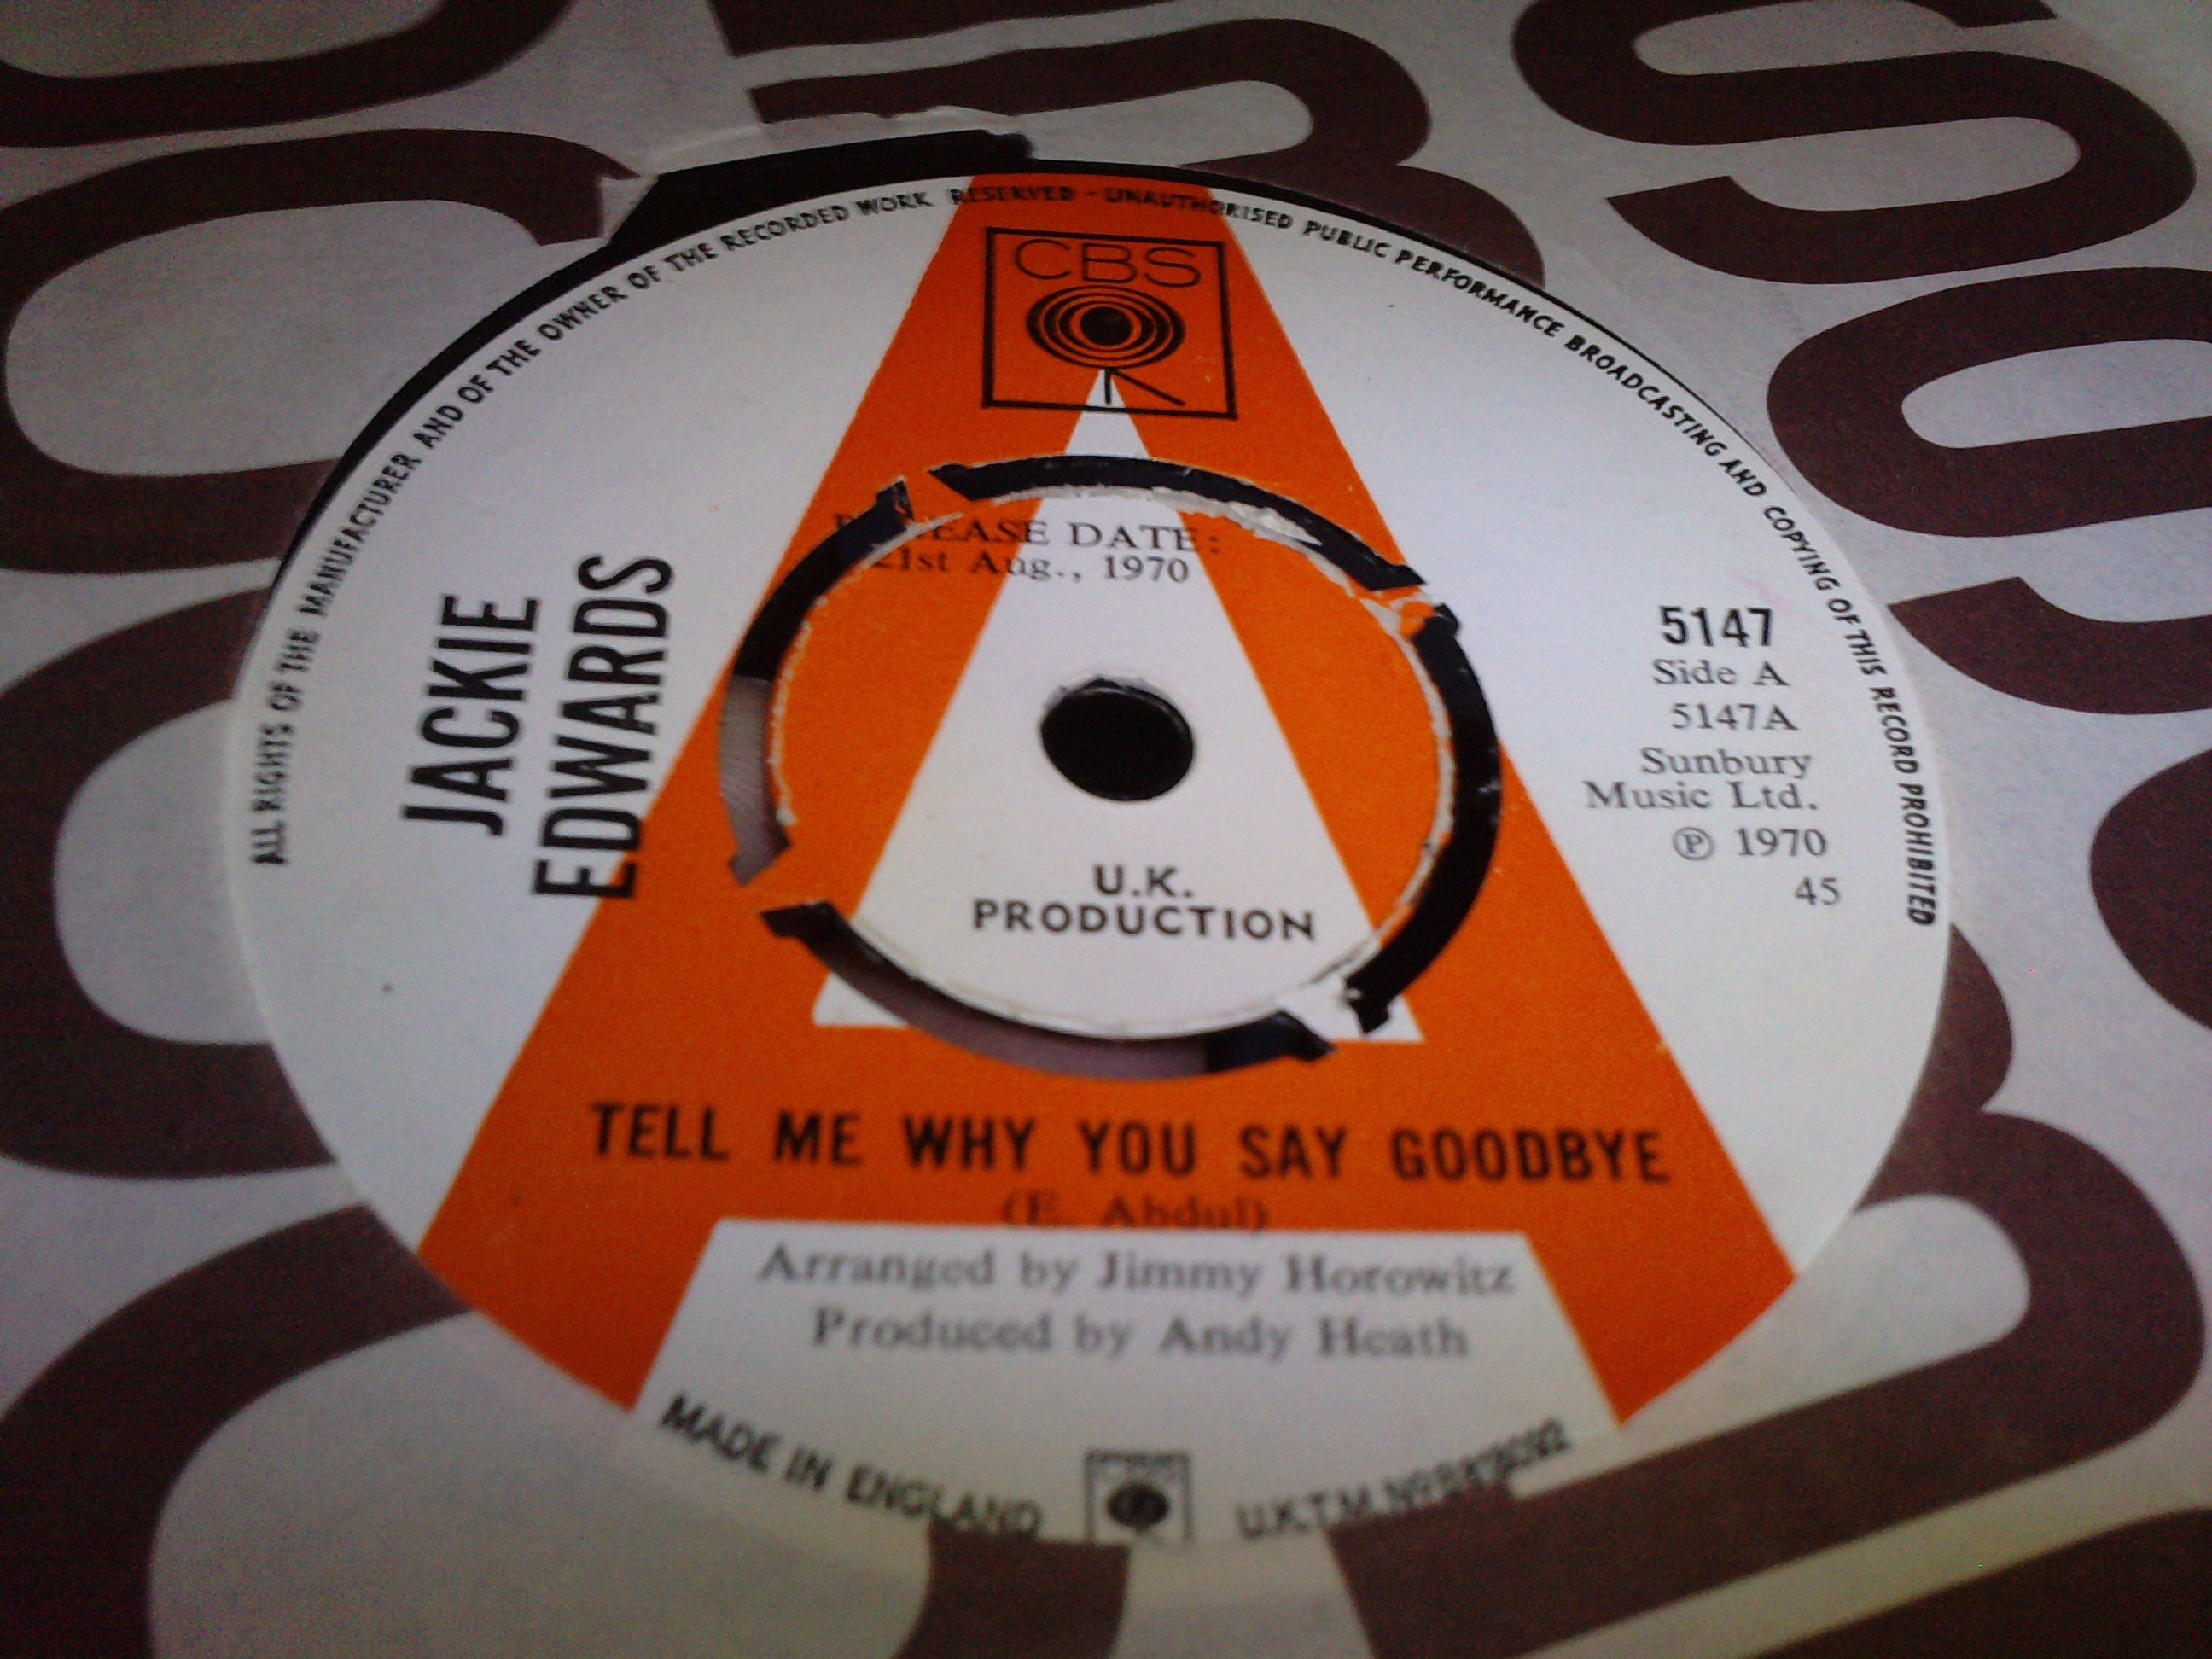 ALL RIGHTS OF THE MANUFACTURER AND OF THE OWNER OF THE RECORDED WORK RESERVED - UNAUTHORISED PUBLIC PERFORMANCE BROADCASTING AND COPYING OF THIS RECORD PROHIBITED
CBS
RELEASE DATE:
21st Aug., 1970
JACKIE
EDWARDS
5147
Side A
5147A
Sunbury
Music Ltd.
℗ 1970
45
U.K.
PRODUCTION
TELL ME WHY YOU SAY GOODBYE
(E. Abdul)
Arranged by Jimmy Horowitz
Produced by Andy Heath
MADE IN ENGLAND
U.K.T.M.